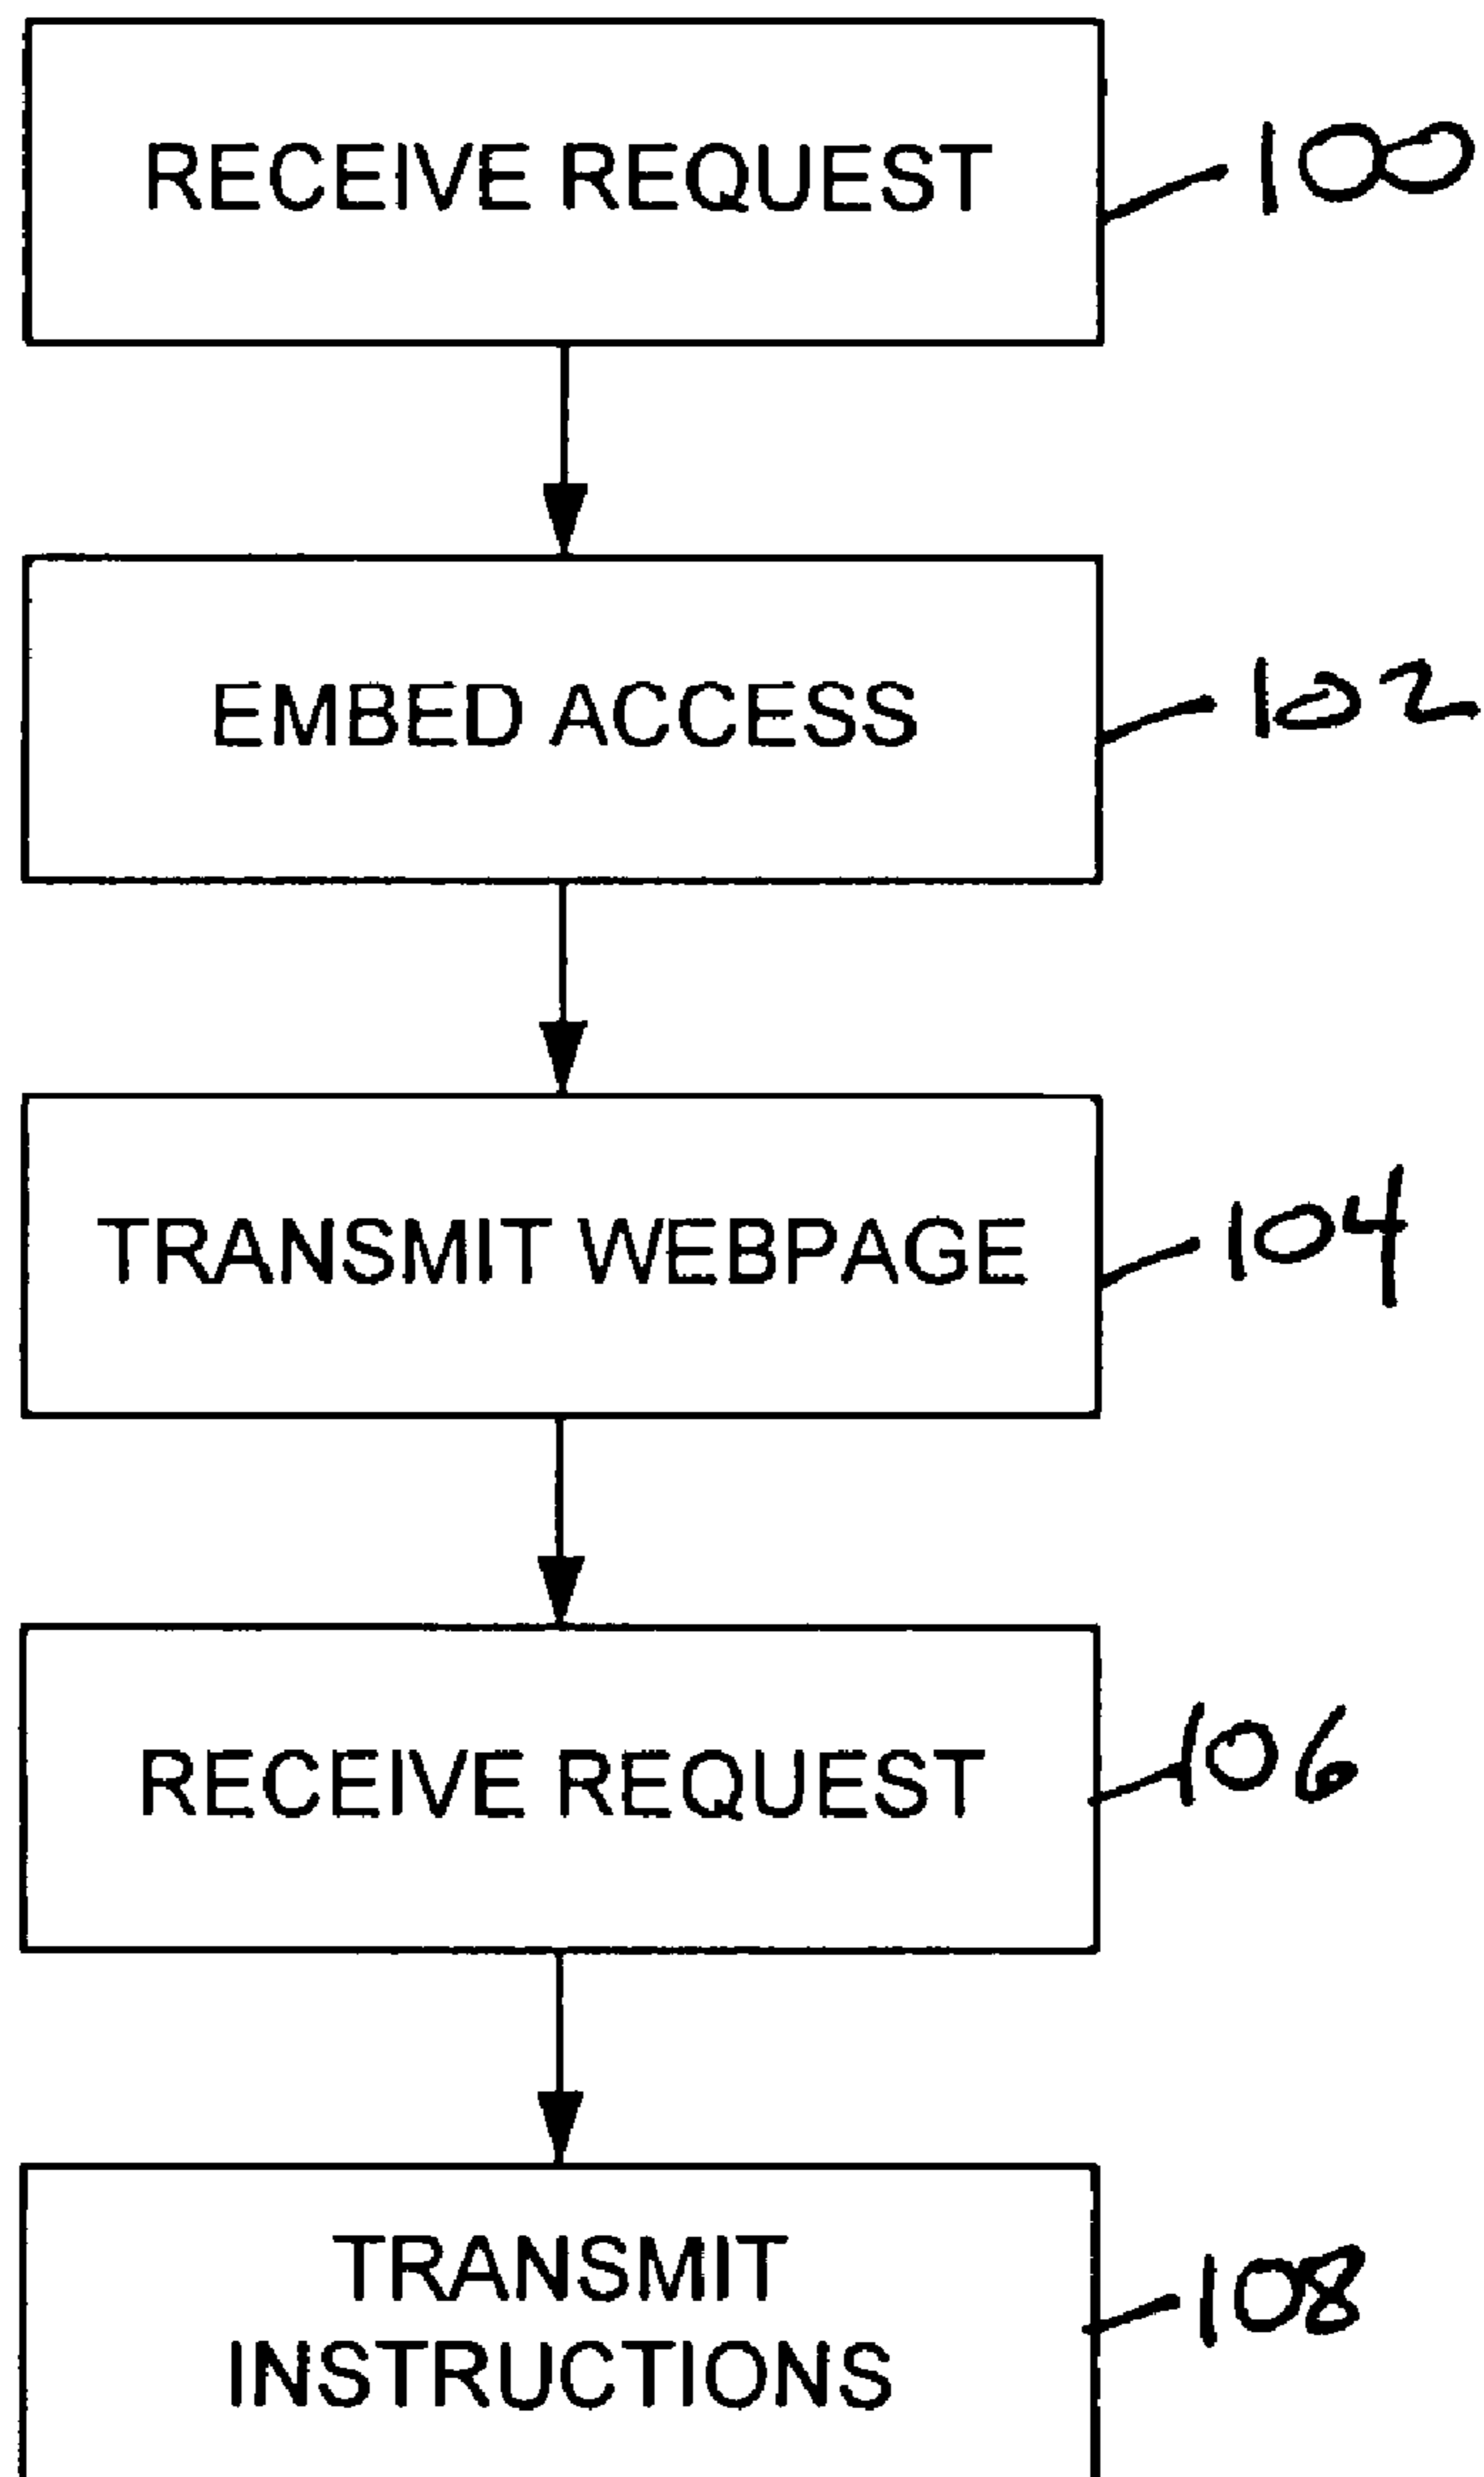 RECEIVE REQUEST
100
EMBED ACCESS
102
TRANSMIT WEBPAGE
104
RECEIVE REQUEST
106
TRANSMIT
INSTRUCTIONS
108